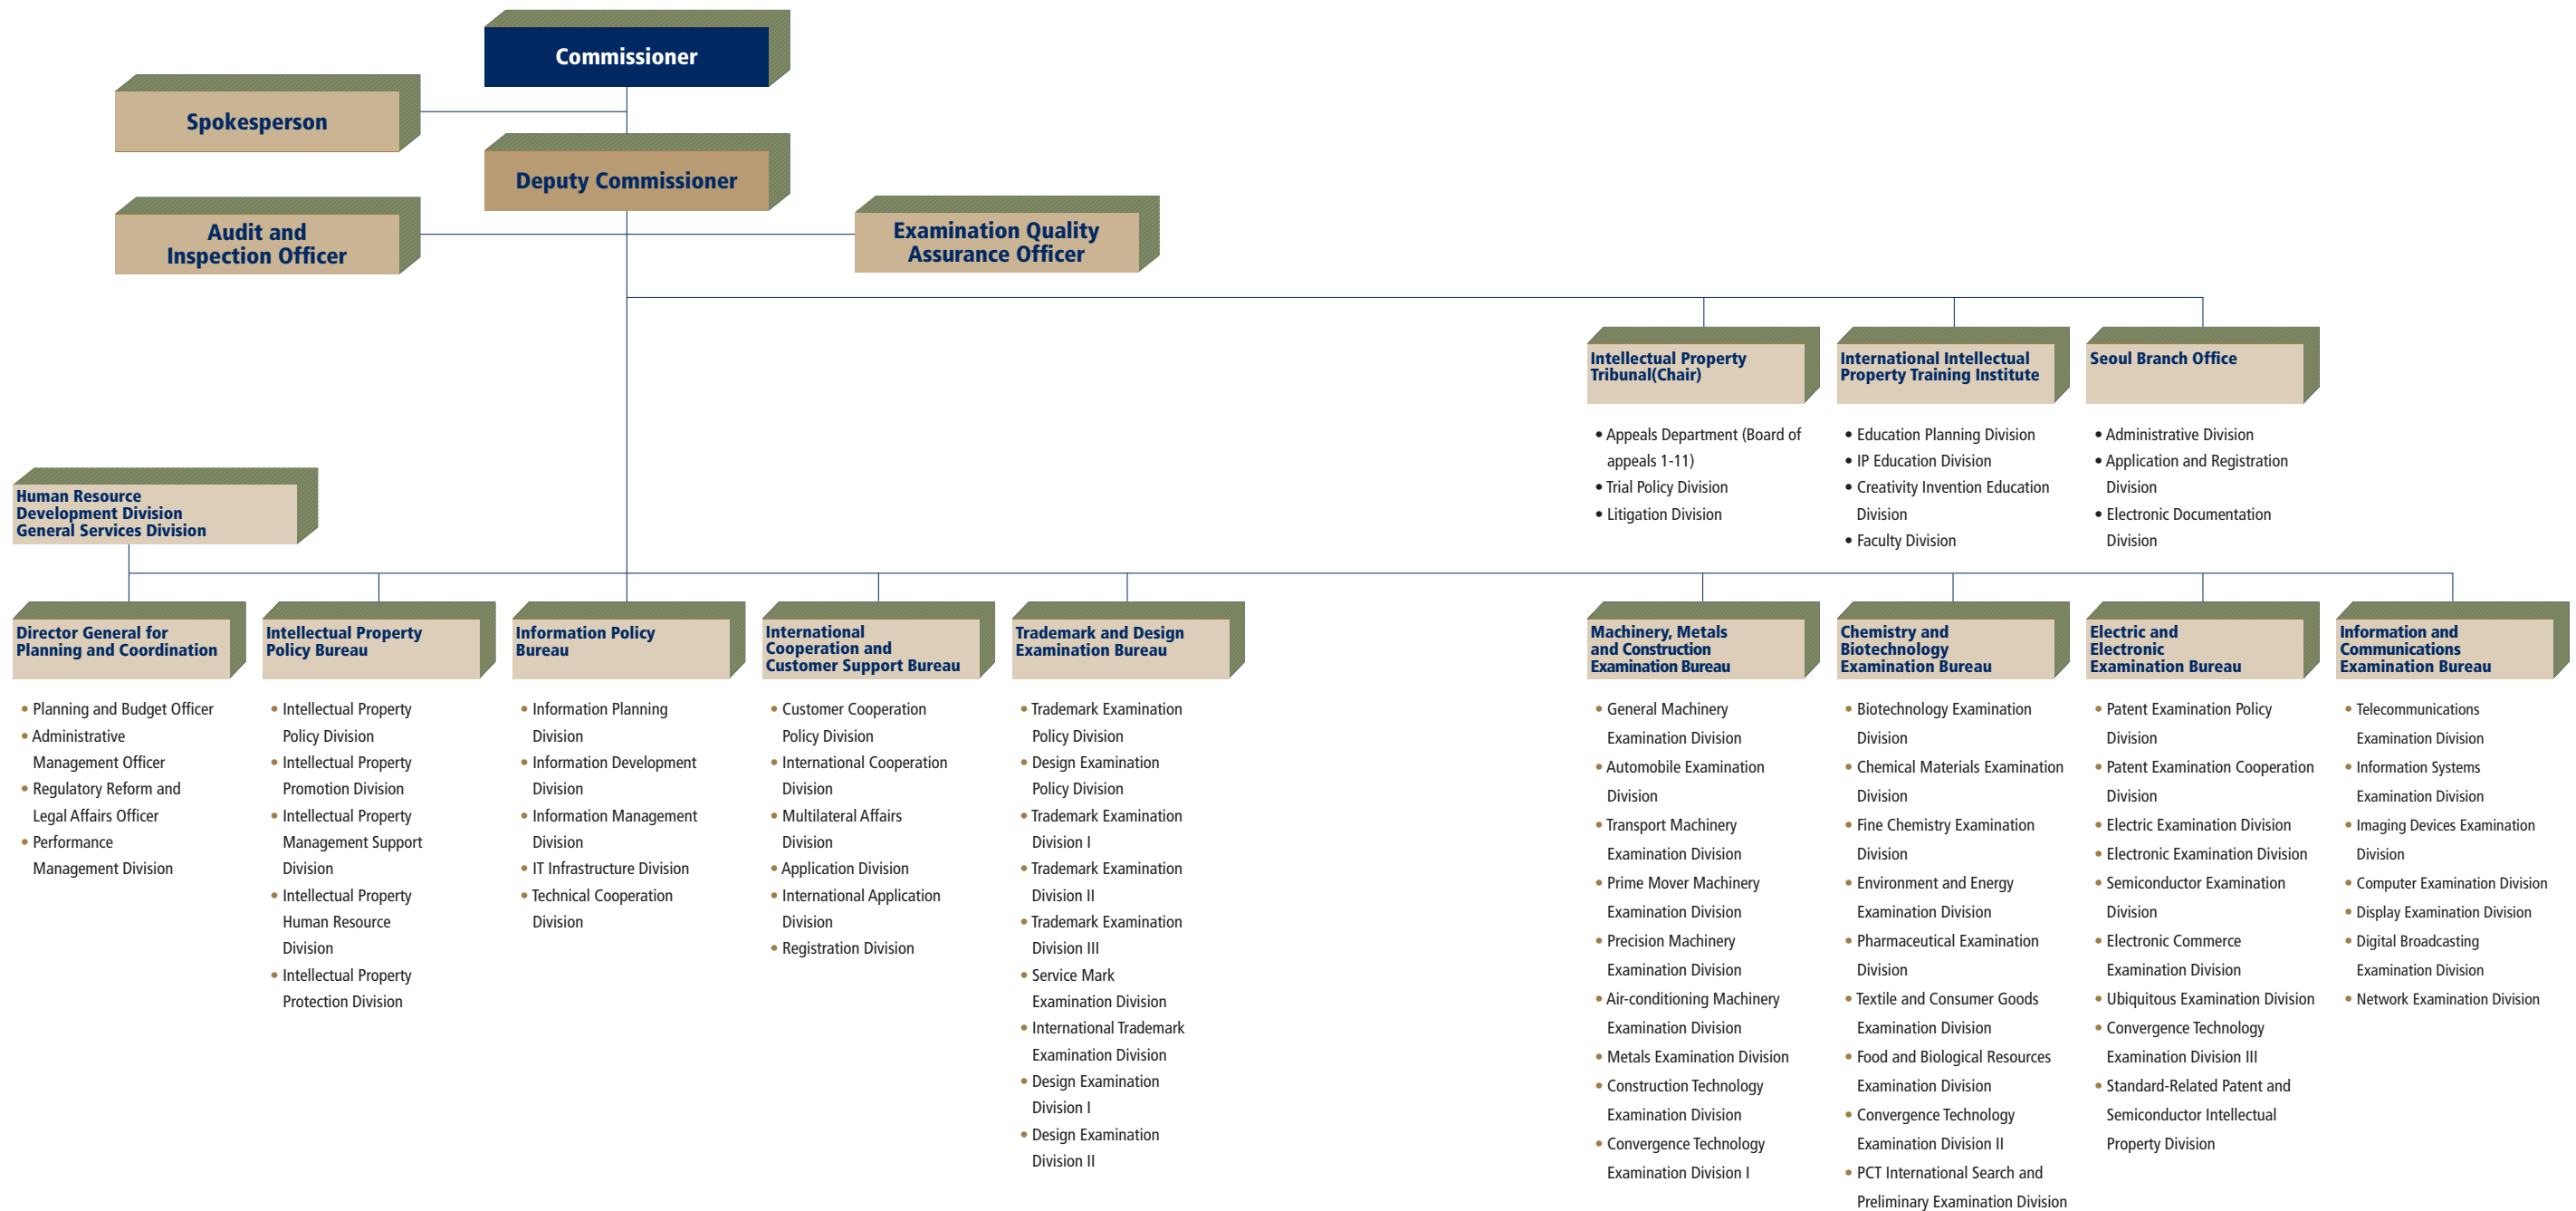 Commissioner
Spokesperson
Deputy Commissioner
Audit and
Inspection Officer
Examination Quality
Assurance Officer
Intellectual Property
Tribunal(Chair)
• Appeals Department (Board of
appeals 1-11)
• Trial Policy Division
• Litigation Division
International Intellectual
Property Training Institute
• Education Planning Division
• IP Education Division
• Creativity Invention Education
Division
• Faculty Division
Seoul Branch Office
• Administrative Division
• Application and Registration
Division
• Electronic Documentation
Division
Human Resource
Development Division
General Services Division
Director General for
Planning and Coordination
• Planning and Budget Officer
• Administrative
Management Officer
• Regulatory Reform and
Legal Affairs Officer
• Performance
Management Division
Intellectual Property
Policy Bureau
• Intellectual Property
Policy Division
• Intellectual Property
Promotion Division
• Intellectual Property
Management Support
Division
• Intellectual Property
Human Resource
Division
• Intellectual Property
Protection Division
Information Policy
Bureau
• Information Planning
Division
• Information Development
Division
• Information Management
Division
• IT Infrastructure Division
• Technical Cooperation
Division
International
Cooperation and
Customer Support Bureau
• Customer Cooperation
Policy Division
• International Cooperation
Division
• Multilateral Affairs
Division
• Application Division
• International Application
Division
• Registration Division
Trademark and Design
Examination Bureau
• Trademark Examination
Policy Division
• Design Examination
Policy Division
• Trademark Examination
Division I
• Trademark Examination
Division II
• Trademark Examination
Division III
• Service Mark
Examination Division
• International Trademark
Examination Division
• Design Examination
Division I
• Design Examination
Division II
Machinery, Metals
and Construction
Examination Bureau
• General Machinery
Examination Division
• Automobile Examination
Division
• Transport Machinery
Examination Division
• Prime Mover Machinery
Examination Division
• Precision Machinery
Examination Division
• Air-conditioning Machinery
Examination Division
• Metals Examination Division
• Construction Technology
Examination Division
• Convergence Technology
Examination Division I
Chemistry and
Biotechnology
Examination Bureau
• Biotechnology Examination
Division
• Chemical Materials Examination
Division
• Fine Chemistry Examination
Division
• Environment and Energy
Examination Division
• Pharmaceutical Examination
Division
• Textile and Consumer Goods
Examination Division
• Food and Biological Resources
Examination Division
• Convergence Technology
Examination Division II
• PCT International Search and
Preliminary Examination Division
Electric and
Electronic
Examination Bureau
• Patent Examination Policy
Division
• Patent Examination Cooperation
Division
• Electric Examination Division
• Electronic Examination Division
• Semiconductor Examination
Division
• Electronic Commerce
Examination Division
• Ubiquitous Examination Division
• Convergence Technology
Examination Division III
• Standard-Related Patent and
Semiconductor Intellectual
Property Division
Information and
Communications
Examination Bureau
• Telecommunications
Examination Division
• Information Systems
Examination Division
• Imaging Devices Examination
Division
• Computer Examination Division
• Display Examination Division
• Digital Broadcasting
Examination Division
• Network Examination Division